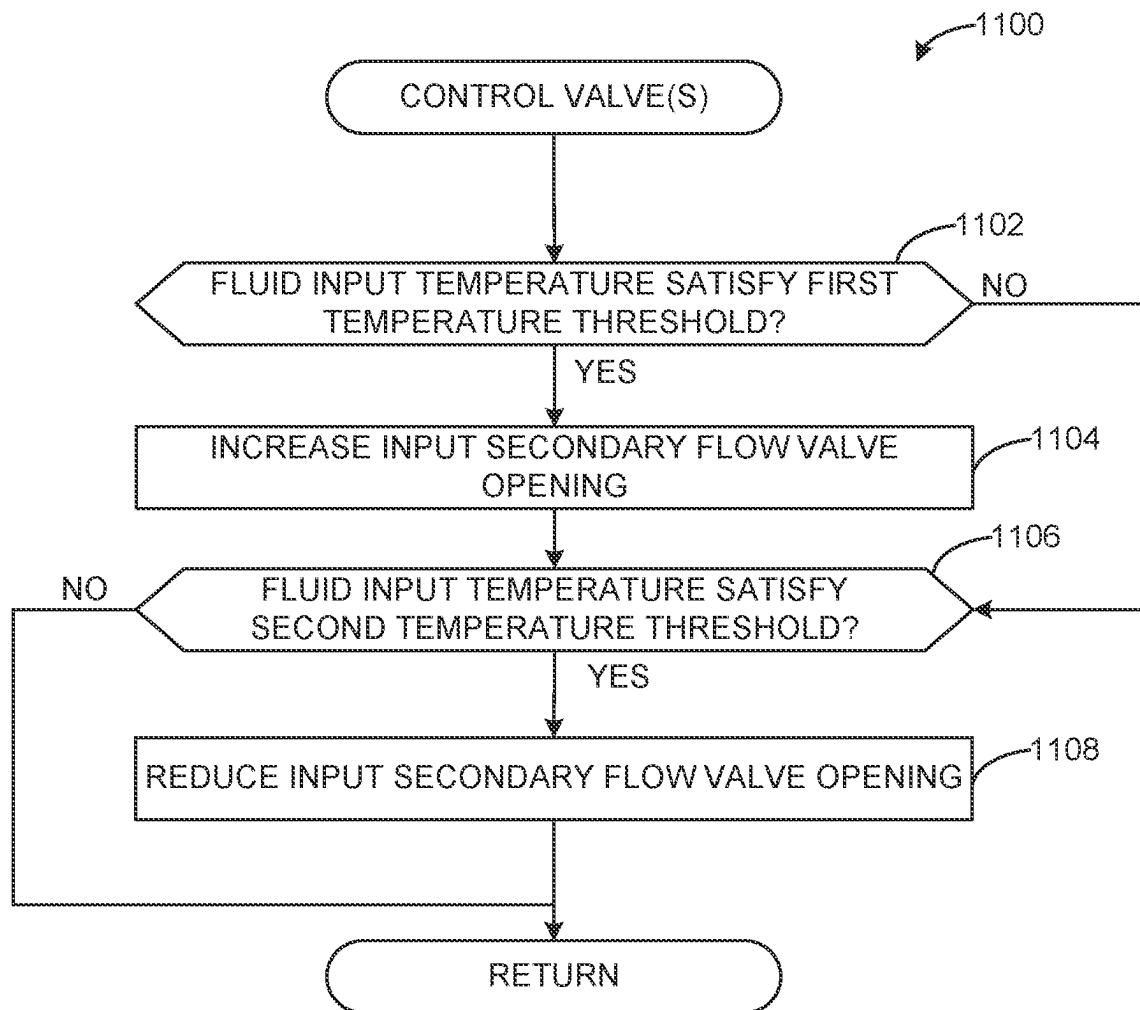 1100
CONTROL VALVE(S)
1102
FLUID INPUT TEMPERATURE SATISFY FIRST
TEMPERATURE THRESHOLD?
NO
YES
INCREASE INPUT SECONDARY FLOW VALVE
OPENING
1104
1106
NO
FLUID INPUT TEMPERATURE SATISFY
SECOND TEMPERATURE THRESHOLD?
YES
REDUCE INPUT SECONDARY FLOW VALVE OPENING
1108
RETURN